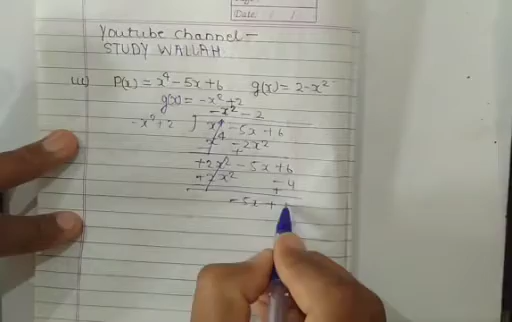 Date:
Youtube channel -
STUDY WALLAH.
iii) P(x) = x⁴ - 5x + 6 g(x) = 2 - x²
g(x) = -x² + 2
-x² - 2
-x² + 2 ) x⁴ - 5x + 6
x⁴ - 2x²
- +
+2x² - 5x + 6
+2x² - 4
- +
-5x +